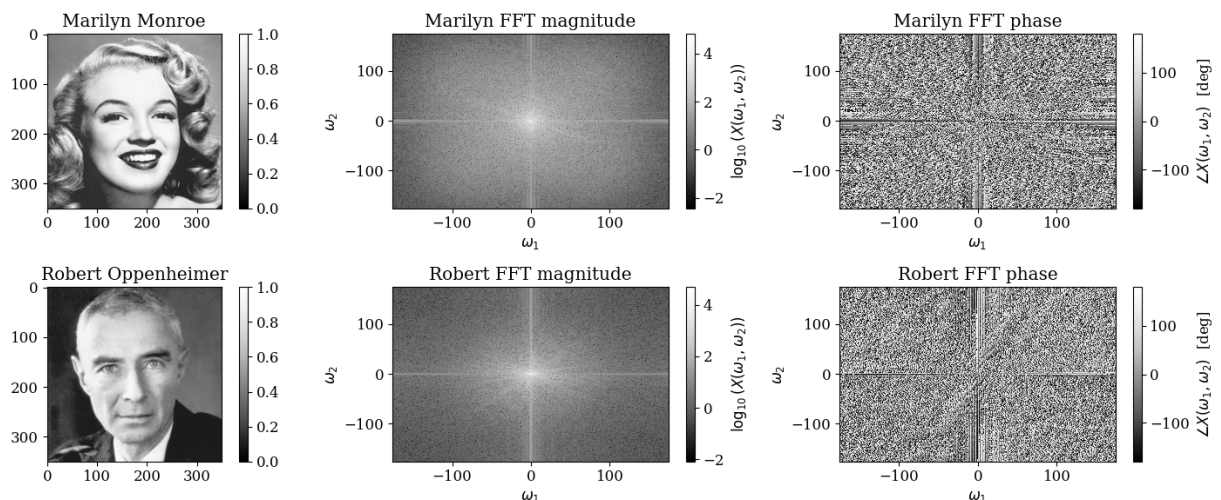 Marilyn Monroe
0
100
200
300
0 100 200
1.0
0.8
0.6
0.4
0.2
0.0
Marilyn FFT magnitude
ω₂
100
0
−100
−100 0 100
ω₁
4
2
0
−2
log₁₀(X(ω₁, ω₂))
Marilyn FFT phase
ω₂
100
0
−100
−100 0 100
ω₁
100
0
−100
∠X(ω₁, ω₂) [deg]
Robert Oppenheimer
0
100
200
300
0 100 200 300
1.0
0.8
0.6
0.4
0.2
0.0
Robert FFT magnitude
ω₂
100
0
−100
−100 0 100
ω₁
4
2
0
−2
log₁₀(X(ω₁, ω₂))
Robert FFT phase
ω₂
100
0
−100
−100 0 100
ω₁
100
0
−100
∠X(ω₁, ω₂) [deg]